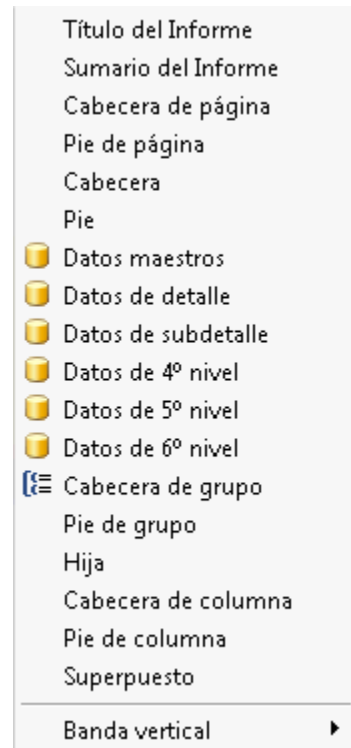 Título del Informe
Sumario del Informe
Cabecera de página
Pie de página
Cabecera
Pie
Datos maestros
Datos de detalle
Datos de subdetalle
Datos de 4º nivel
Datos de 5º nivel
Datos de 6º nivel
Cabecera de grupo
Pie de grupo
Hija
Cabecera de columna
Pie de columna
Superpuesto
Banda vertical